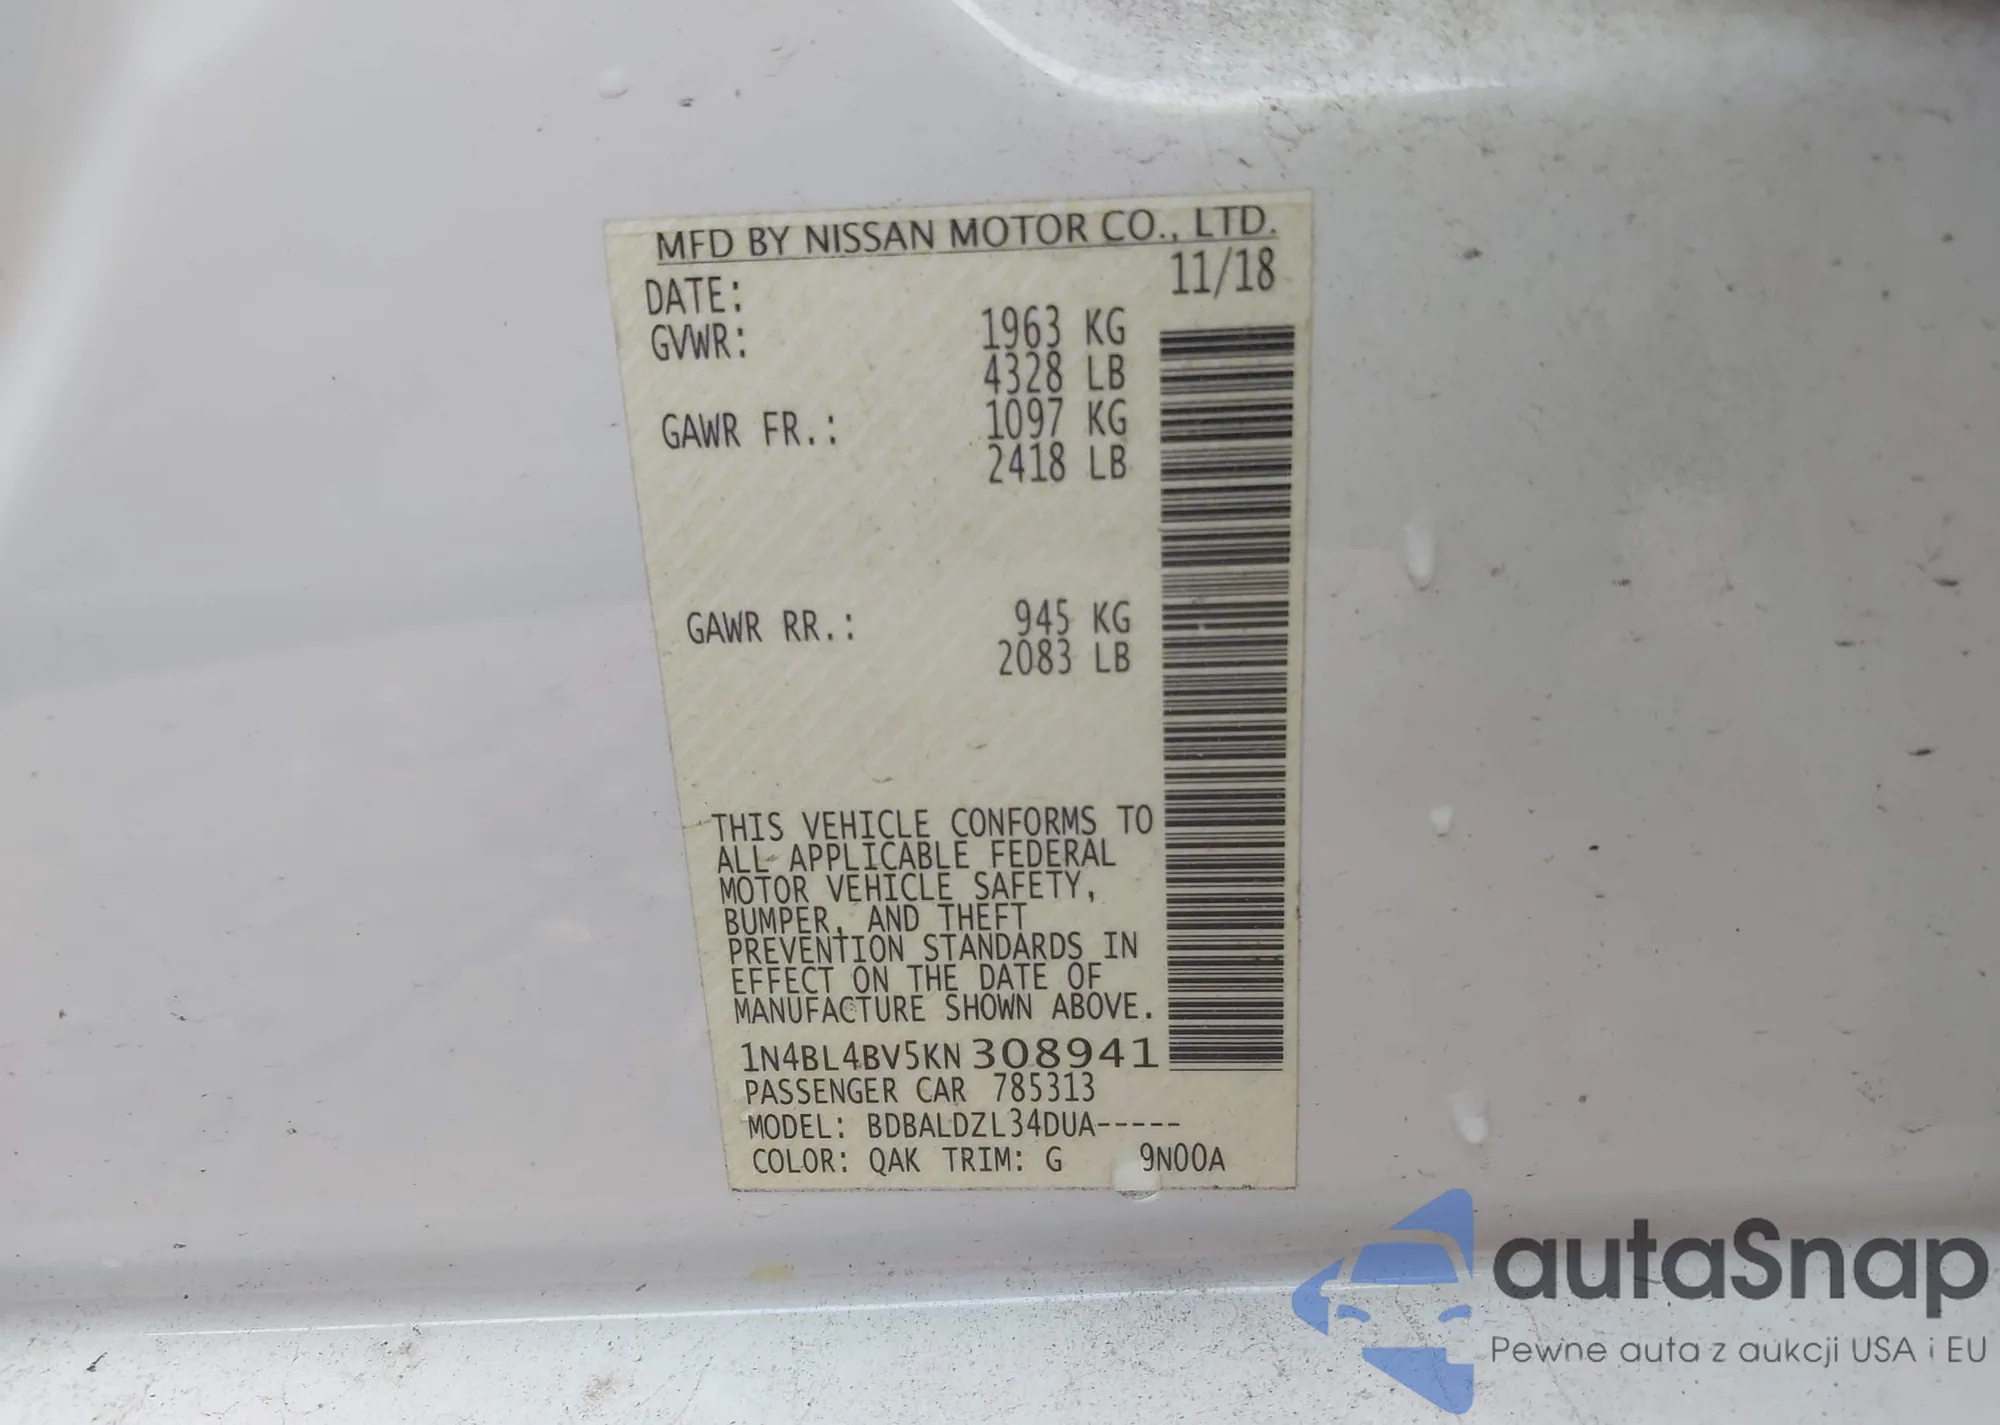 MFD BY NISSAN MOTOR CO., LTD.
DATE: 11/18
GVWR: 1963 KG
4328 LB
GAWR FR.: 1097 KG
2418 LB
GAWR RR.: 945 KG
2083 LB
THIS VEHICLE CONFORMS TO
ALL APPLICABLE FEDERAL
MOTOR VEHICLE SAFETY,
BUMPER, AND THEFT
PREVENTION STANDARDS IN
EFFECT ON THE DATE OF
MANUFACTURE SHOWN ABOVE.
1N4BL4BV5KN308941
PASSENGER CAR 785313
MODEL: BDBALDZL34DUA-----
COLOR: QAK TRIM: G 9N00A
autaSnap
Pewne auta z aukcji USA i EU